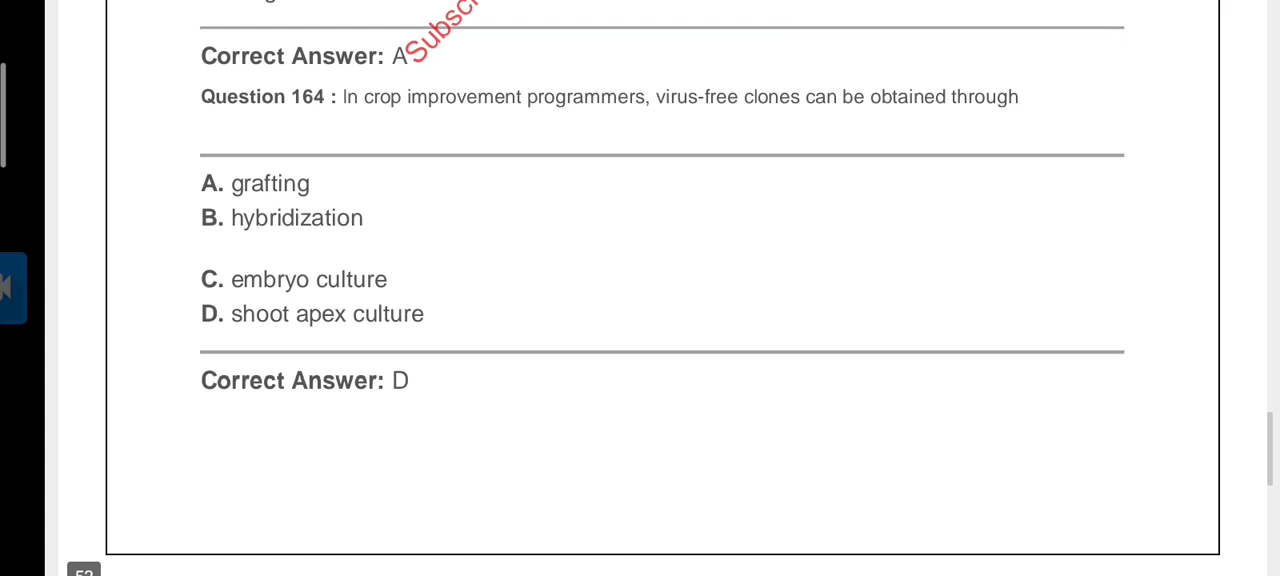 Correct Answer: A
Question 164 : In crop improvement programmers, virus-free clones can be obtained through
A. grafting
B. hybridization
C. embryo culture
D. shoot apex culture
Correct Answer: D